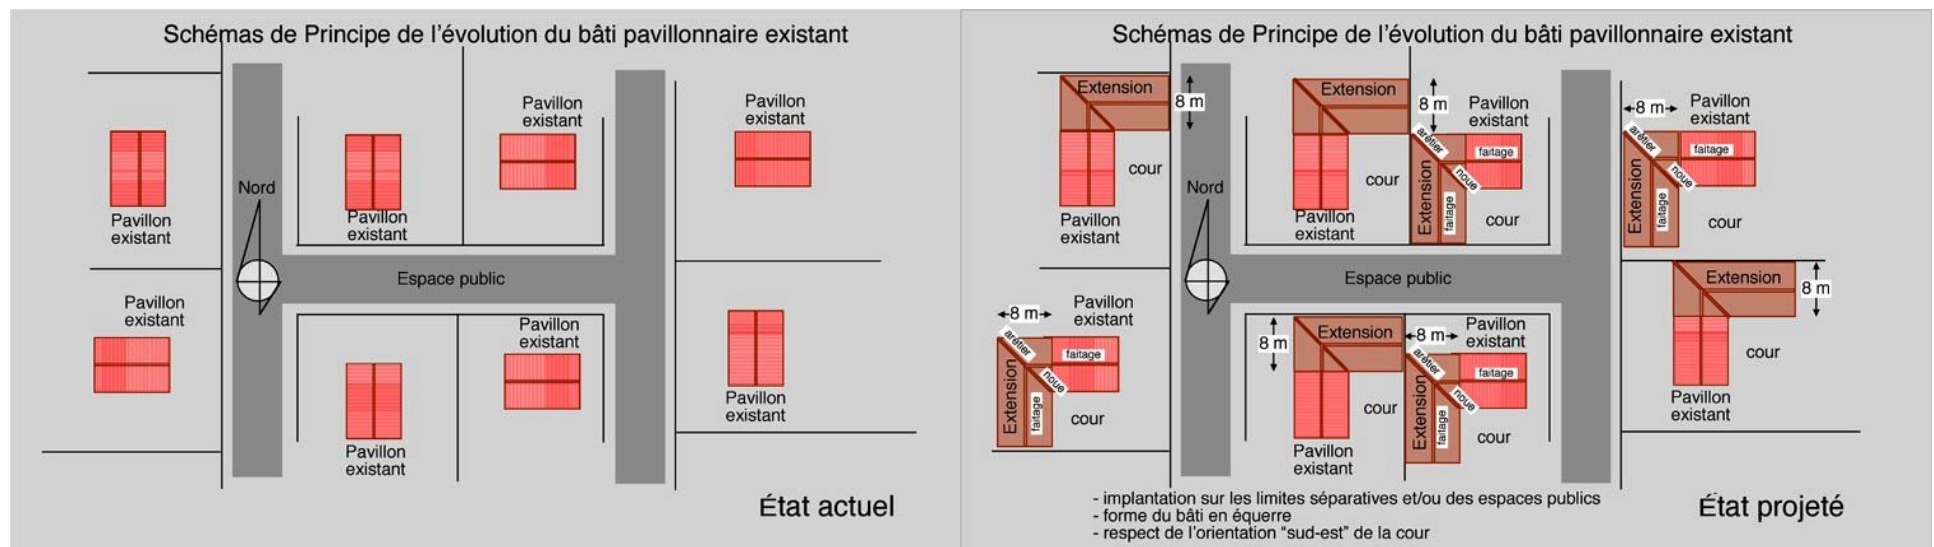 Schémas de Principe de l'évolution du bâti pavillonnaire existant
Pavillon
existant
Pavillon
existant
Nord
Pavillon
existant
Pavillon
existant
Espace public
Pavillon
existant
Pavillon
existant
Pavillon
existant
Pavillon
existant
État actuel
Schémas de Principe de l'évolution du bâti pavillonnaire existant
Extension
8 m
cour
Pavillon
existant
Nord
Extension
8 m
cour
Pavillon
existant
Pavillon
existant
arétier
faitage
noue
Extension
faitage
cour
8 m
Pavillon
existant
arétier
faitage
noue
Extension
faitage
cour
Espace public
8 m
Pavillon
existant
arétier
faitage
noue
Extension
faitage
cour
8 m
Extension
cour
Pavillon
existant
8 m
Pavillon
existant
arétier
faitage
noue
Extension
faitage
cour
Extension
8 m
cour
Pavillon
existant
- implantation sur les limites séparatives et/ou des espaces publics
- forme du bâti en équerre
- respect de l'orientation "sud-est" de la cour
État projeté